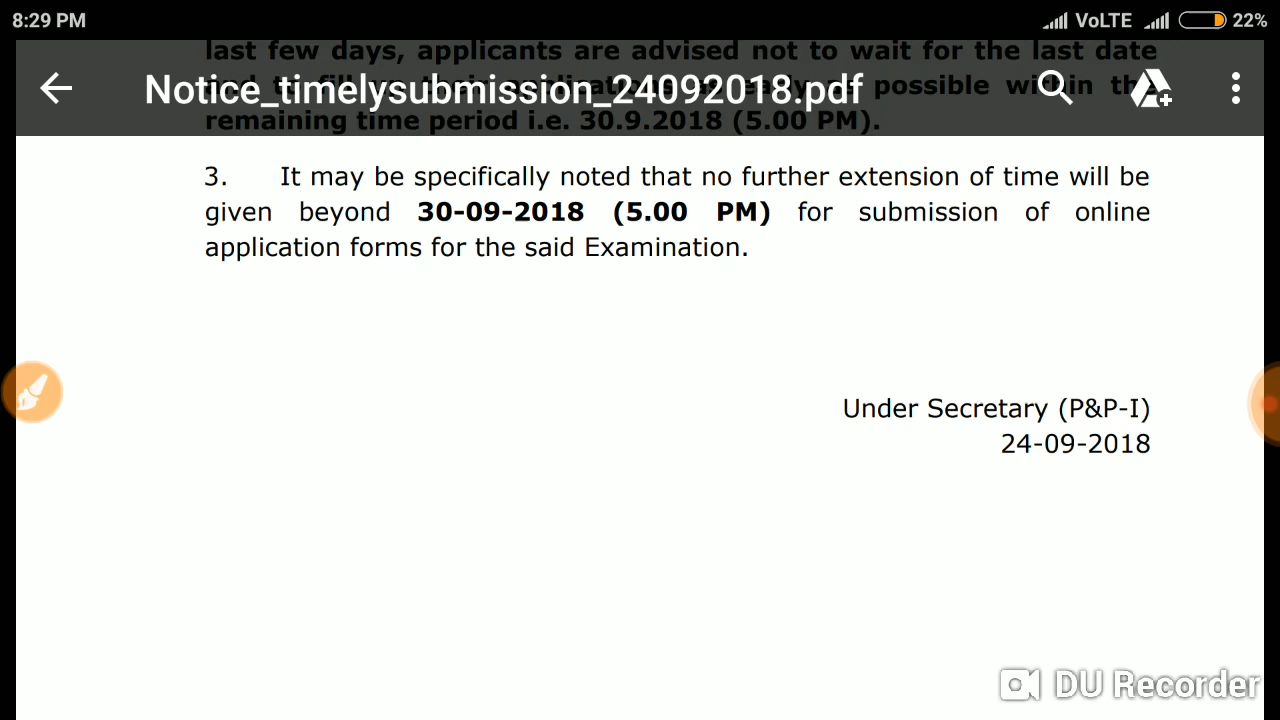 8:29 PM VoLTE 22%
last few days, applicants are advised not to wait for the last date
Notice_timelysubmission_24092018.pdf
possible within the
remaining time period i.e. 30.9.2018 (5.00 PM).
3. It may be specifically noted that no further extension of time will be
given beyond 30-09-2018 (5.00 PM) for submission of online
application forms for the said Examination.
Under Secretary (P&P-I)
24-09-2018
DU Recorder